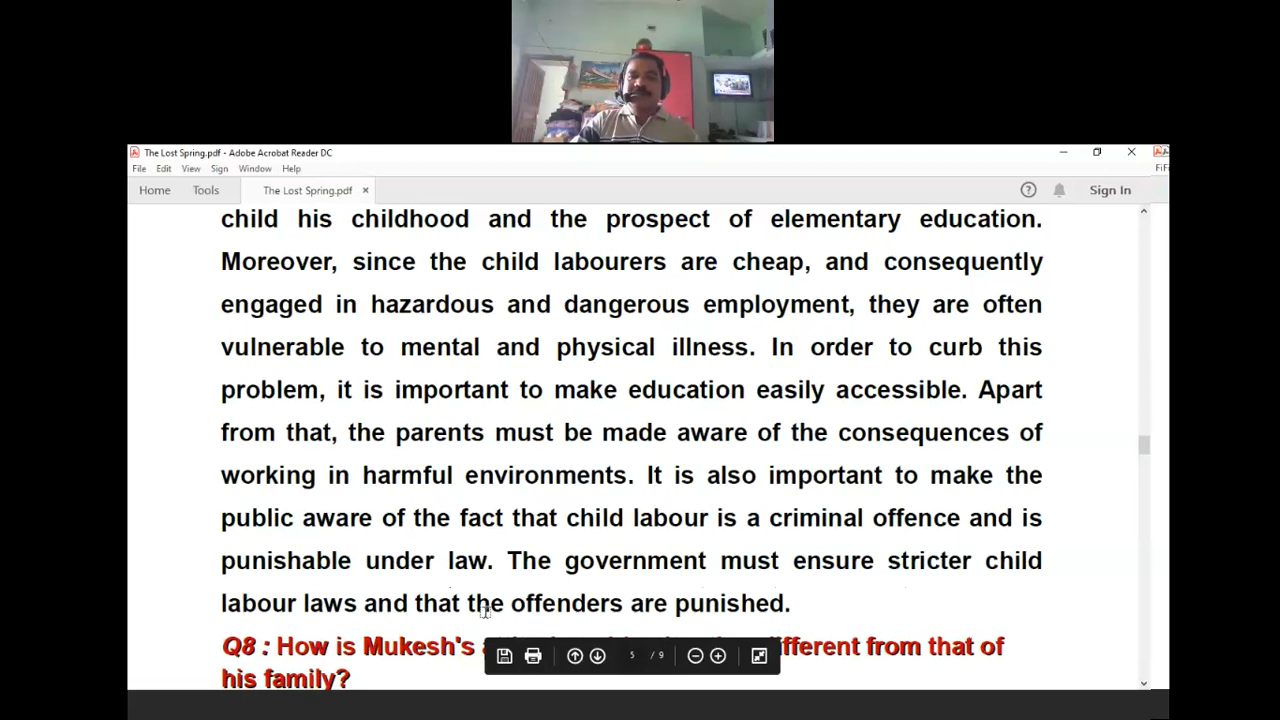 The Lost Spring.pdf - Adobe Acrobat Reader DC
File Edit View Sign Window Help
Home Tools The Lost Spring.pdf × ? Sign In
child his childhood and the prospect of elementary education.
Moreover, since the child labourers are cheap, and consequently
engaged in hazardous and dangerous employment, they are often
vulnerable to mental and physical illness. In order to curb this
problem, it is important to make education easily accessible. Apart
from that, the parents must be made aware of the consequences of
working in harmful environments. It is also important to make the
public aware of the fact that child labour is a criminal offence and is
punishable under law. The government must ensure stricter child
labour laws and that the offenders are punished.
Q8 : How is Mukesh's different from that of
his family?
5 / 9